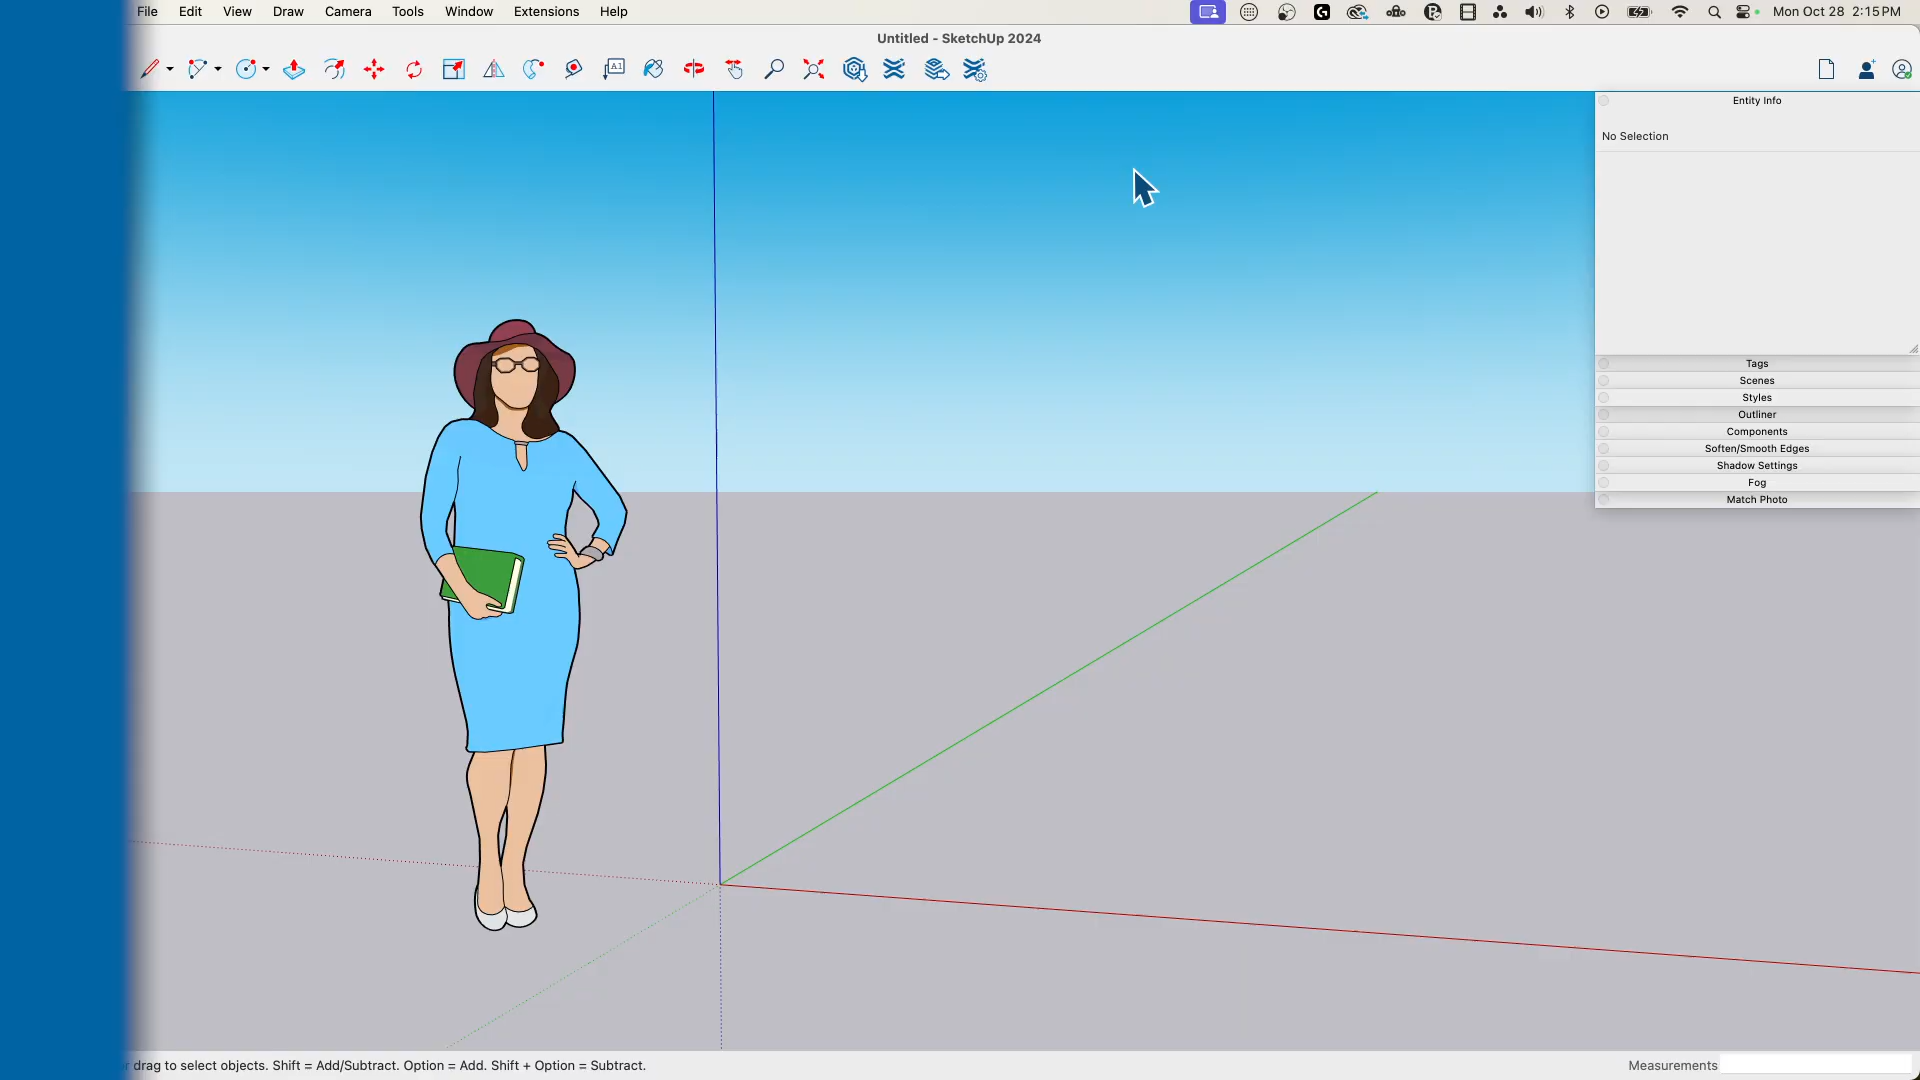 File Edit View Draw Camera Tools Window Extensions Help
Mon Oct 28 2:15 PM
Untitled - SketchUp 2024
A1
Entity Info
No Selection
Tags
Scenes
Styles
Outliner
Components
Soften/Smooth Edges
Shadow Settings
Fog
Match Photo
drag to select objects. Shift = Add/Subtract. Option = Add. Shift + Option = Subtract.
Measurements